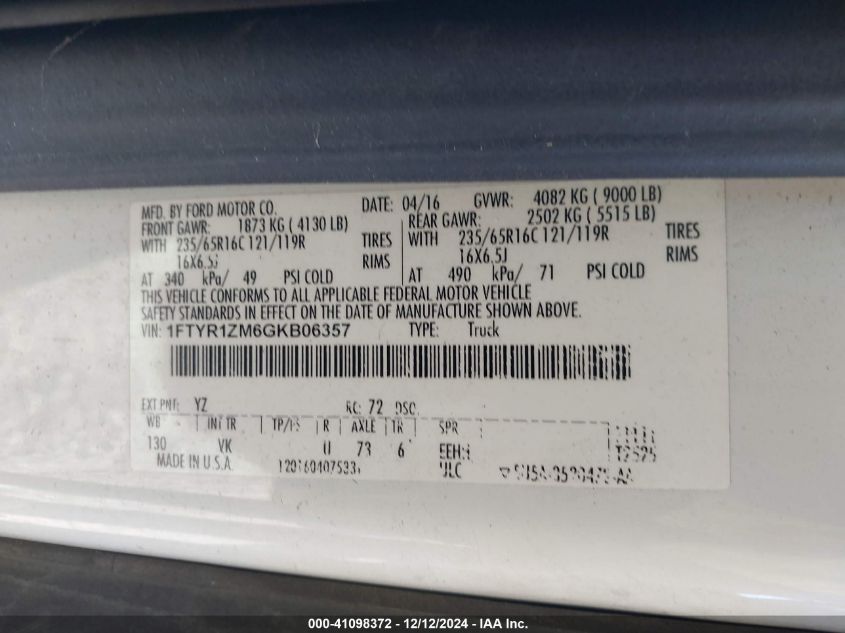 MFD. BY FORD MOTOR CO. DATE: 04/16 GVWR: 4082 KG ( 9000 LB)
FRONT GAWR: 1873 KG ( 4130 LB) REAR GAWR: 2502 KG ( 5515 LB)
WITH 235/65R16C 121/119R TIRES WITH 235/65R16C 121/119R TIRES
16X6.5J RIMS 16X6.5J RIMS
AT 340 kPa/ 49 PSI COLD AT 490 kPa/ 71 PSI COLD
THIS VEHICLE CONFORMS TO ALL APPLICABLE FEDERAL MOTOR VEHICLE
SAFETY STANDARDS IN EFFECT ON THE DATE OF MANUFACTURE SHOWN ABOVE.
VIN: 1FTYR1ZM6GKB06357 TYPE: Truck
EXT PNT: YZ RC: 72 DSO:
WB INT TR TP/PS R AXLE TR SPR
130 VK 73 6
MADE IN U.S.A.
000-41098372 - 12/12/2024 - IAA Inc.